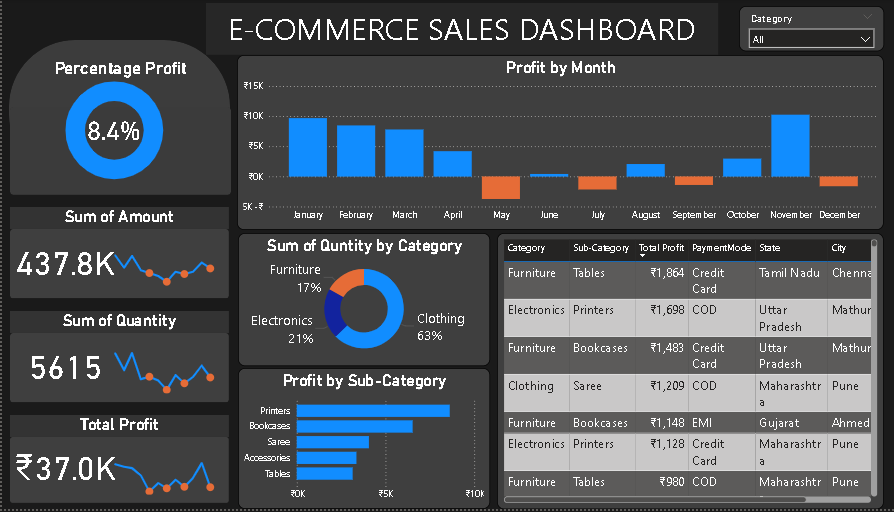 E-COMMERCE SALES DASHBOARD
Category
All
Percentage Profit
8.4%
Profit by Month
₹15K
₹10K
₹5K
₹0K
5K -₹
January February March April May June July August September October November December
Sum of Amount
437.8K
Sum of Quantity
5615
Total Profit
₹37.0K
Sum of Quntity by Category
Furniture
17%
Electronics
21%
Clothing
63%
Profit by Sub-Category
Printers
Bookcases
Saree
Accessories
Tables
₹0K ₹5K ₹10K
Category Sub-Category Total Profit PaymentMode State City
Furniture Tables ₹1,864 Credit Tamil Nadu Chenna
Card
Electronics Printers ₹1,698 COD Uttar Mathur
Pradesh
Furniture Bookcases ₹1,483 Credit Uttar Mathur
Card Pradesh
Clothing Saree ₹1,209 COD Maharashtr Pune
a
Furniture Bookcases ₹1,148 EMI Gujarat Ahmed
Electronics Printers ₹1,128 Credit Maharashtr Pune
Card a
Furniture Tables ₹980 COD Maharashtr Pune